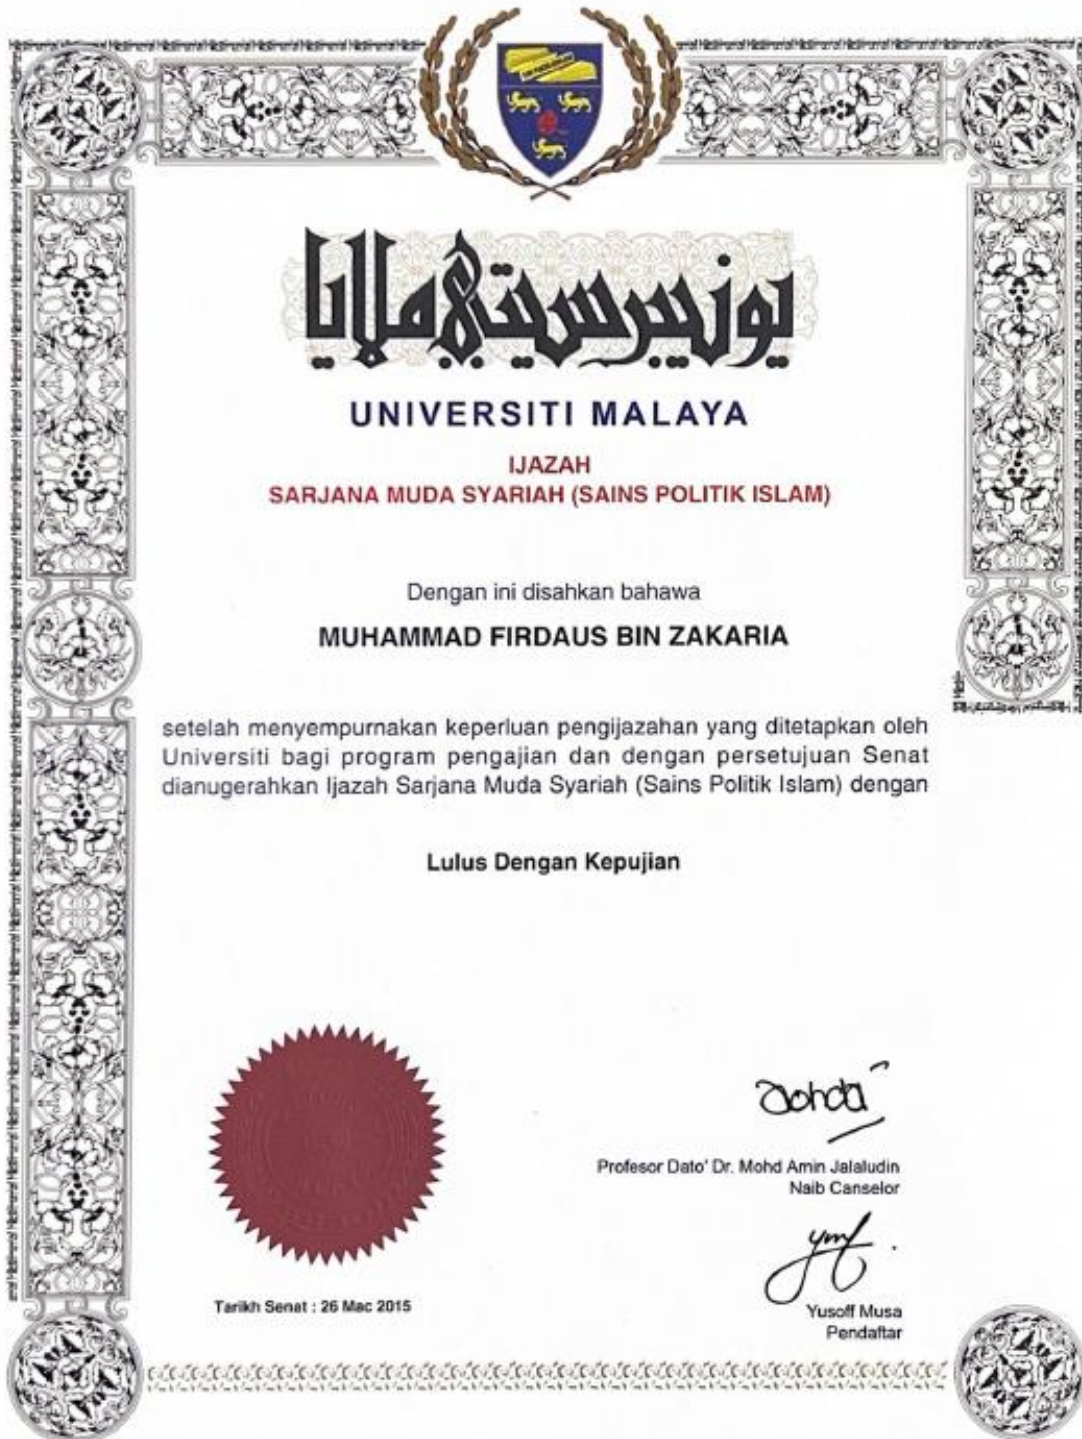 يونيبرسيتي ملايا
UNIVERSITI MALAYA
IJAZAH
SARJANA MUDA SYARIAH (SAINS POLITIK ISLAM)
Dengan ini disahkan bahawa
MUHAMMAD FIRDAUS BIN ZAKARIA
setelah menyempurnakan keperluan pengijazahan yang ditetapkan oleh
Universiti bagi program pengajian dan dengan persetujuan Senat
dianugerahkan Ijazah Sarjana Muda Syariah (Sains Politik Islam) dengan
Lulus Dengan Kepujian
Profesor Dato' Dr. Mohd Amin Jalaludin
Naib Canselor
Yusoff Musa
Pendaftar
Tarikh Senat : 26 Mac 2015